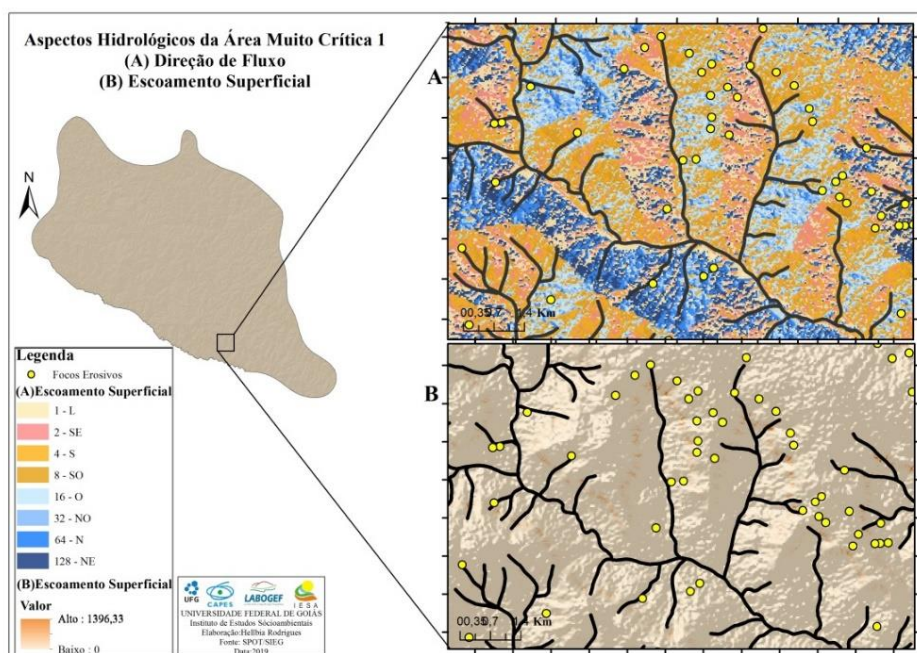 Aspectos Hidrológicos da Área Muito Crítica 1
(A) Direção de Fluxo
(B) Escoamento Superficial
N
A
B
Legenda
Focos Erosivos
(A)Escoamento Superficial
1 - L
2 - SE
4 - S
8 - SO
16 - O
32 - NO
64 - N
128 - NE
(B)Escoamento Superficial
Valor
Alto : 1396,33
Baixo : 0
UFG
CAPES
LABOGEF
IESA
UNIVERSIDADE FEDERAL DE GOIÁS
Instituto de Estudos Sócioambientais
Elaboração:Hellbia Rodrigues
Fonte: SPOT/SIEG
Data:2019
Km
Km